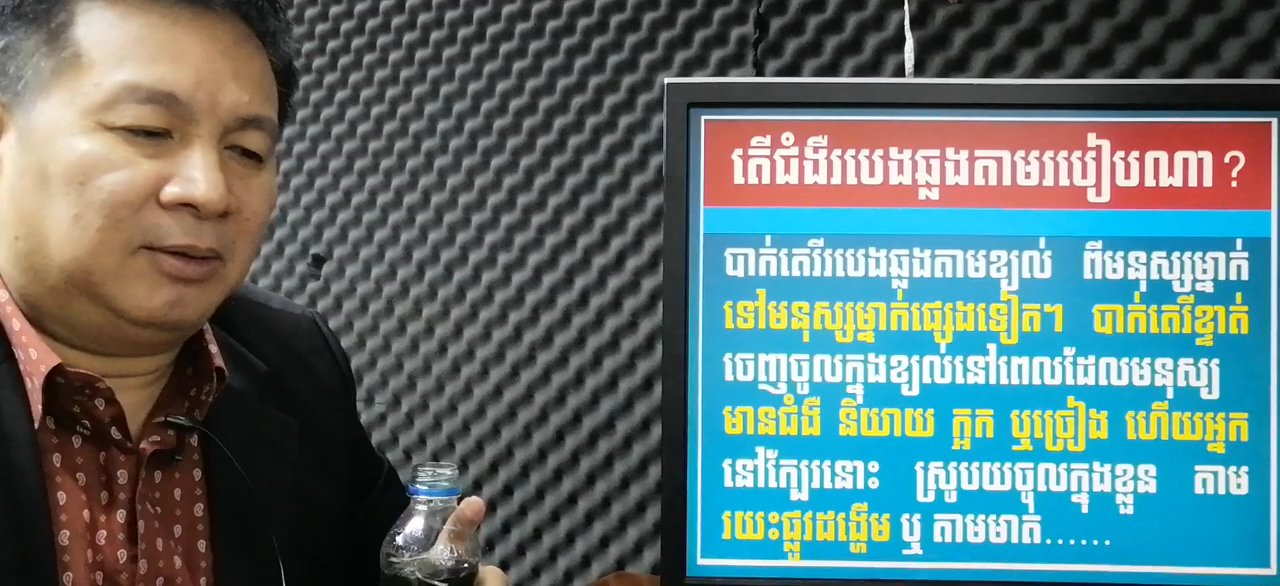 តើជំងឺរបេងឆ្លងតាមរបៀបណា ?
បាក់តេរីរបេងឆ្លងតាមខ្យល់ ពីមនុស្សម្នាក់
ទៅមនុស្សម្នាក់ផ្សេងទៀត។ បាក់តេរីខ្ទាត់
ចេញចូលក្នុងខ្យល់នៅពេលដែលមនុស្ស
មានជំងឺ និយាយ ក្អក ឬច្រៀង ហើយអ្នក
នៅក្បែរនោះ ស្រូបយចូលក្នុងខ្លួន តាម
រយះផ្លូវដង្ហើម ឬ តាមមាត់......